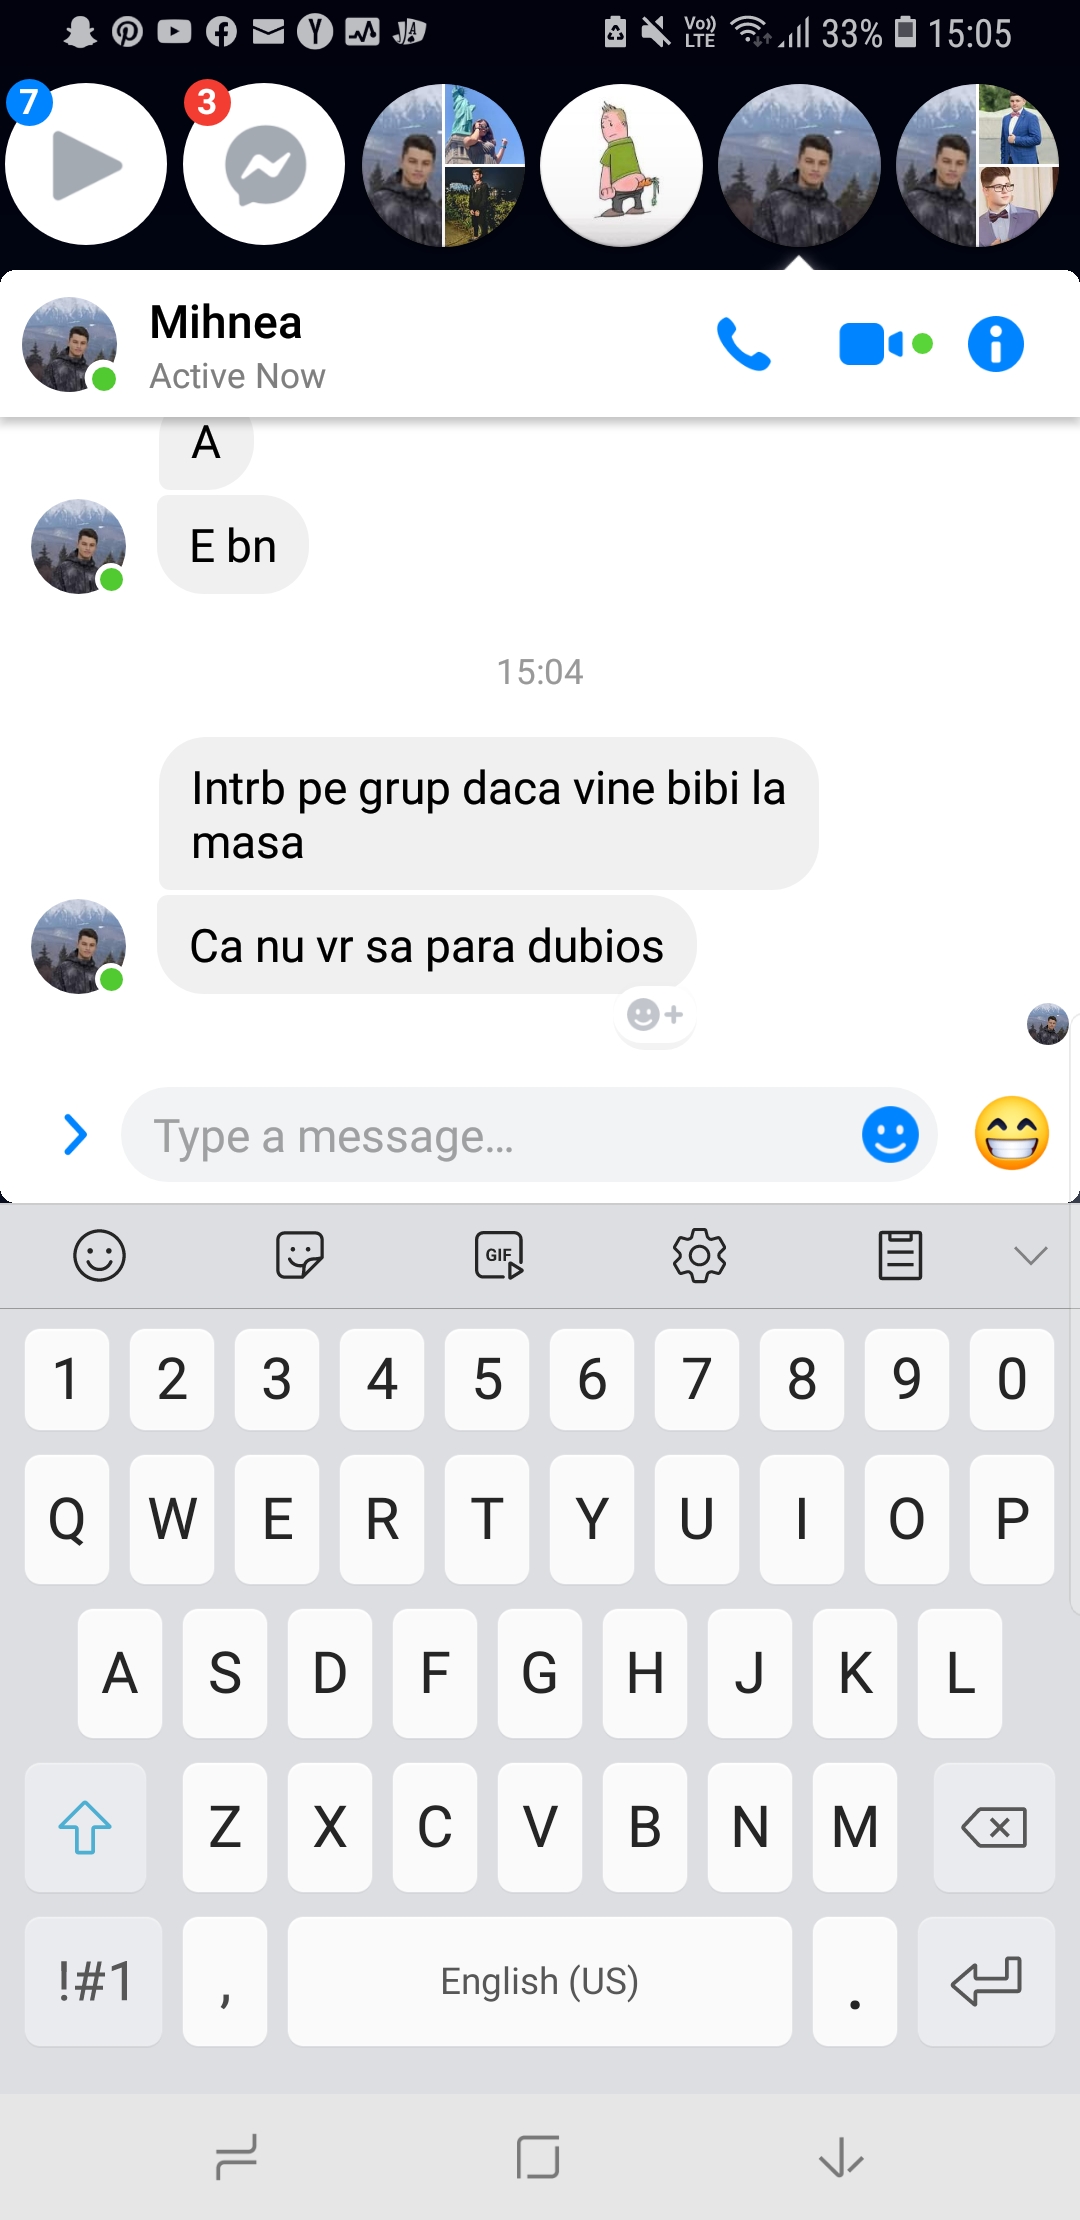 Vo)) LTE 33% 15:05
7
3
Mihnea
Active Now
A
E bn
15:04
Intrb pe grup daca vine bibi la
masa
Ca nu vr sa para dubios
Type a message...
GIF
1 2 3 4 5 6 7 8 9 0
Q W E R T Y U I O P
A S D F G H J K L
Z X C V B N M
!#1 , English (US) .